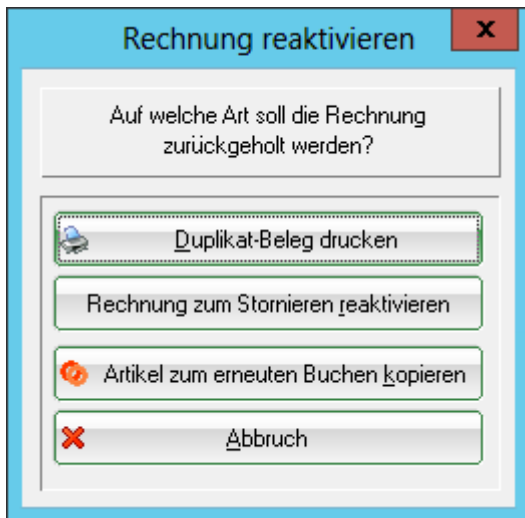 Rechnung reaktivieren
x
Auf welche Art soll die Rechnung
zurückgeholt werden?
Duplikat-Beleg drucken
Rechnung zum Stornieren reaktivieren
Artikel zum erneuten Buchen kopieren
Abbruch